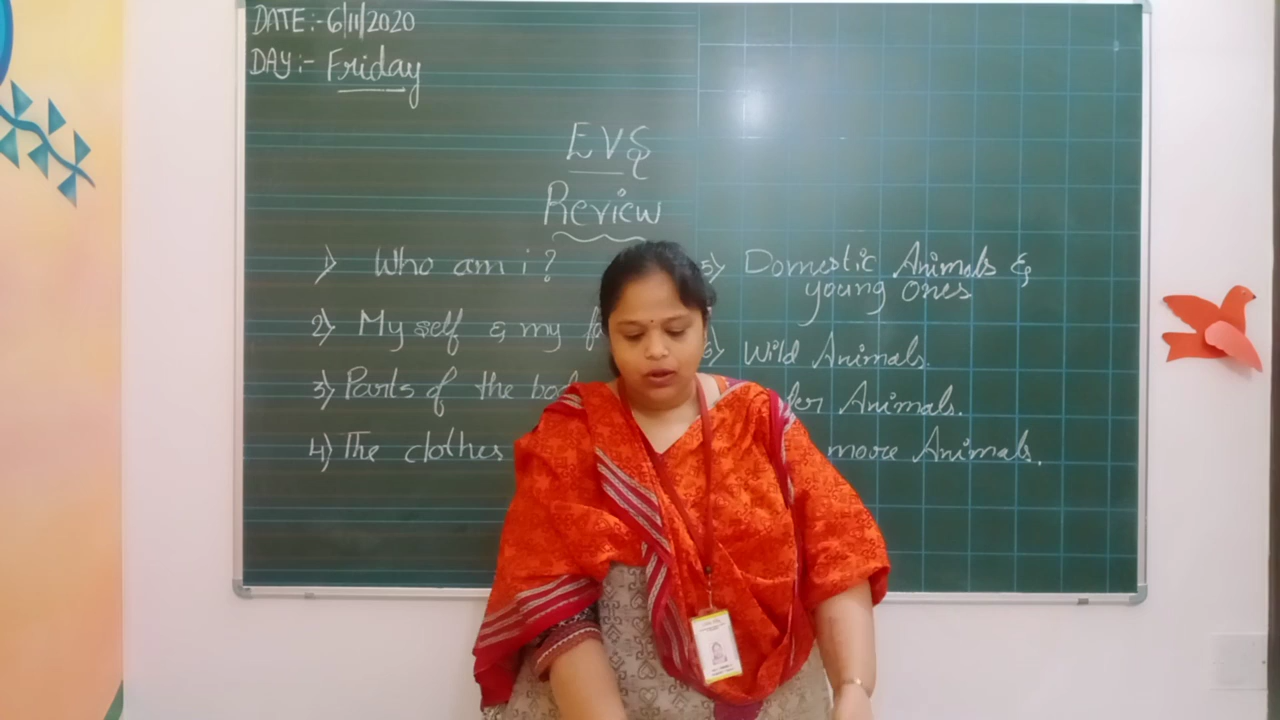 DATE:- 6/11/2020
DAY:- Friday
EVS
Review
1) Who am i?
2) My self & my
3) Parts of the
4) The clothes
5) Domestic Animals &
young ones
Wild Animals.
Animals.
more Animals.